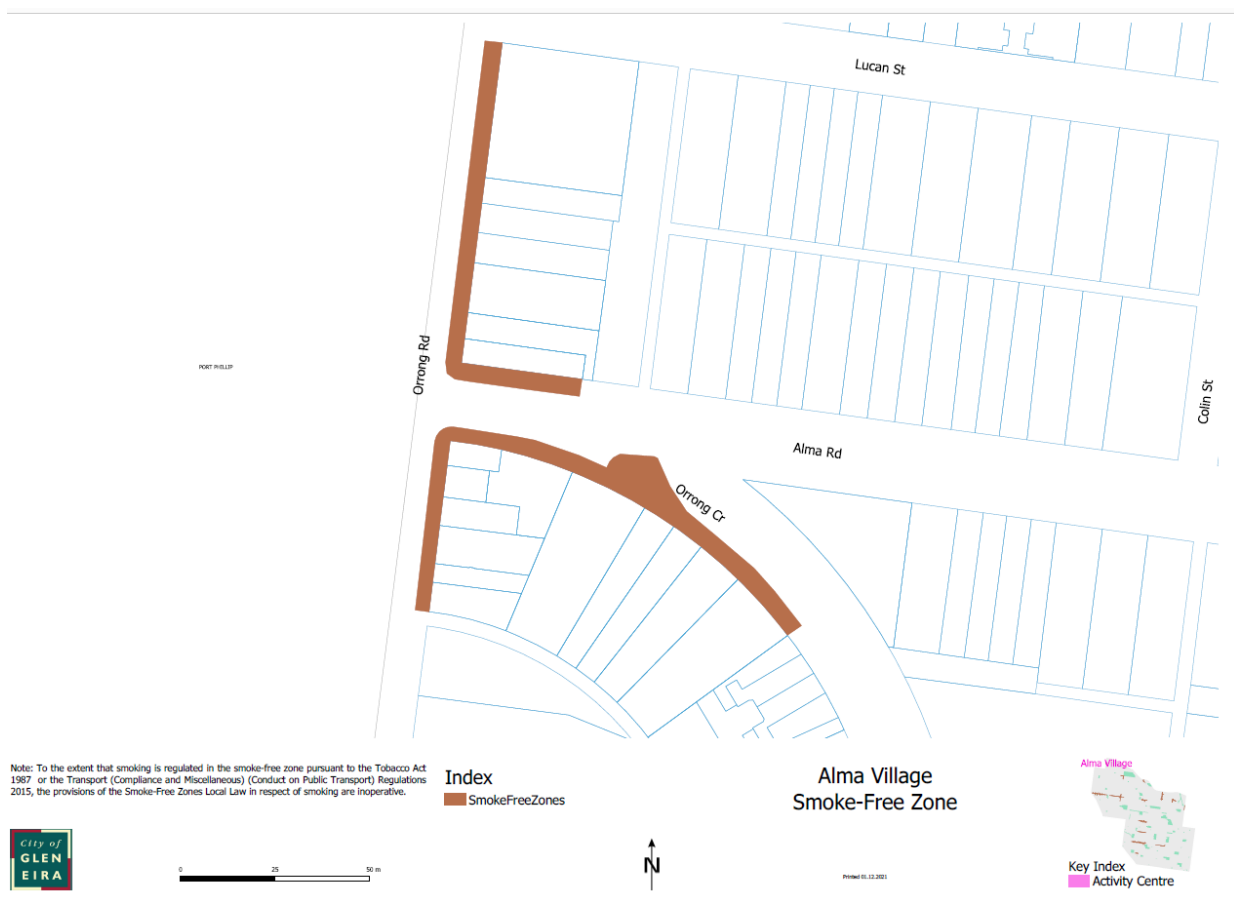 Lucan St
PORT PHILLIP
Orrong Rd
Colin St
Alma Rd
Orrong Cr
Note: To the extent that smoking is regulated in the smoke-free zone pursuant to the Tobacco Act
1987 or the Transport (Compliance and Miscellaneous) (Conduct on Public Transport) Regulations
2015, the provisions of the Smoke-Free Zones Local Law in respect of smoking are inoperative.
Index
SmokeFreeZones
Alma Village
Smoke-Free Zone
Alma Village
City of
GLEN
EIRA
0 25 50 m
N
Printed 01.12.2021
Key Index
Activity Centre